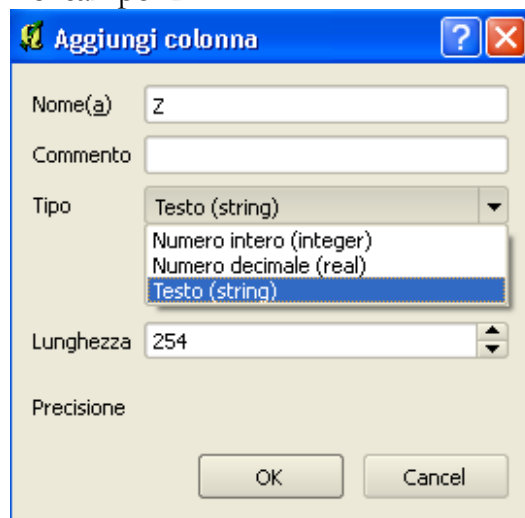 Aggiungi colonna
Nome(a) Z
Commento
Tipo Testo (string)
Numero intero (integer)
Numero decimale (real)
Testo (string)
Lunghezza 254
Precisione
OK Cancel